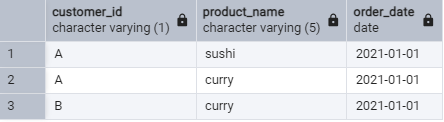 customer_id product_name order_date
character varying (1) character varying (5) date
1 A sushi 2021-01-01
2 A curry 2021-01-01
3 B curry 2021-01-01